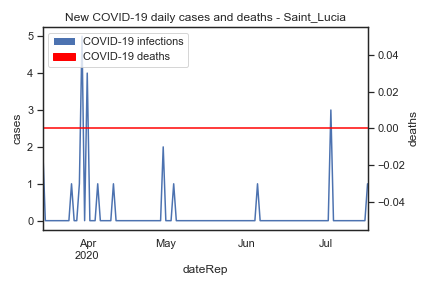 New COVID-19 daily cases and deaths - Saint_Lucia
COVID-19 infections
COVID-19 deaths
5
4
3
2
1
0
cases
0.04
0.02
0.00
−0.02
−0.04
deaths
Apr
2020
May
Jun
Jul
dateRep